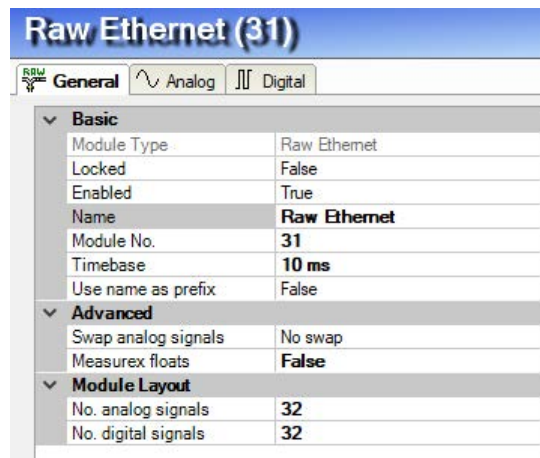 Raw Ethernet (31)
RAW General Analog Digital
Basic
Module Type Raw Ethernet
Locked False
Enabled True
Name Raw Ethernet
Module No. 31
Timebase 10 ms
Use name as prefix False
Advanced
Swap analog signals No swap
Measurex floats False
Module Layout
No. analog signals 32
No. digital signals 32